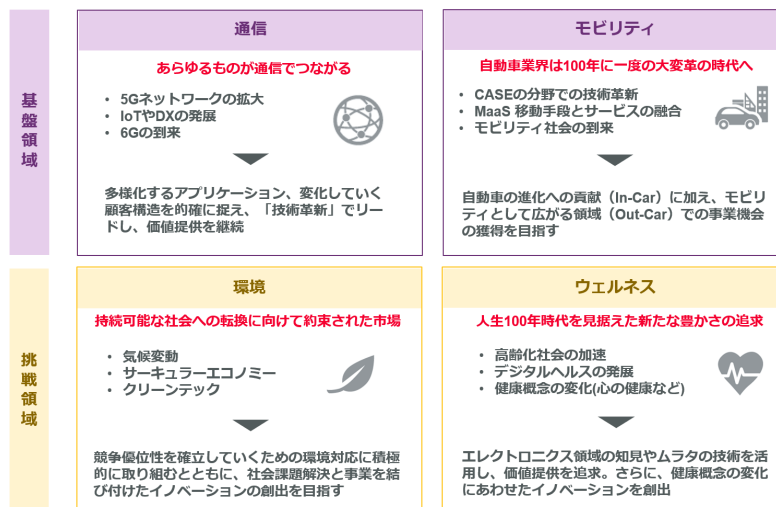 基盤領域
通信
あらゆるものが通信でつながる
• 5Gネットワークの拡大
• IoTやDXの発展
• 6Gの到来
多様化するアプリケーション、変化していく
顧客構造を的確に捉え、「技術革新」でリー
ドし、価値提供を継続
モビリティ
自動車業界は100年に一度の大変革の時代へ
• CASEの分野での技術革新
• MaaS 移動手段とサービスの融合
• モビリティ社会の到来
自動車の進化への貢献（In-Car）に加え、モビリ
ティとして広がる領域（Out-Car）での事業機会
の獲得を目指す
挑戦領域
環境
持続可能な社会への転換に向けて約束された市場
• 気候変動
• サーキュラーエコノミー
• クリーンテック
競争優位性を確立していくための環境対応に積極
的に取り組むとともに、社会課題解決と事業を結
び付けたイノベーションの創出を目指す
ウェルネス
人生100年時代を見据えた新たな豊かさの追求
• 高齢化社会の加速
• デジタルヘルスの発展
• 健康概念の変化(心の健康など)
エレクトロニクス領域の知見やムラタの技術を活
用し、価値提供を追求。さらに、健康概念の変化
にあわせたイノベーションを創出